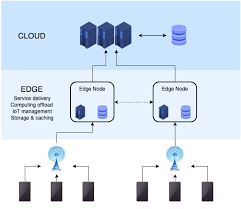 CLOUD
EDGE
Service delivery
Computing offload
IoT management
Storage & caching
Edge Node
Edge Node